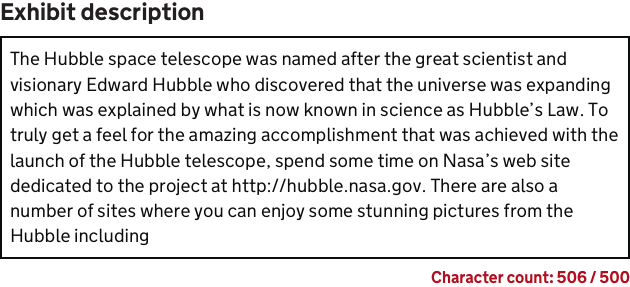 Exhibit description
The Hubble space telescope was named after the great scientist and
visionary Edward Hubble who discovered that the universe was expanding
which was explained by what is now known in science as Hubble’s Law. To
truly get a feel for the amazing accomplishment that was achieved with the
launch of the Hubble telescope, spend some time on Nasa’s web site
dedicated to the project at http://hubble.nasa.gov. There are also a
number of sites where you can enjoy some stunning pictures from the
Hubble including
Character count: 506 / 500